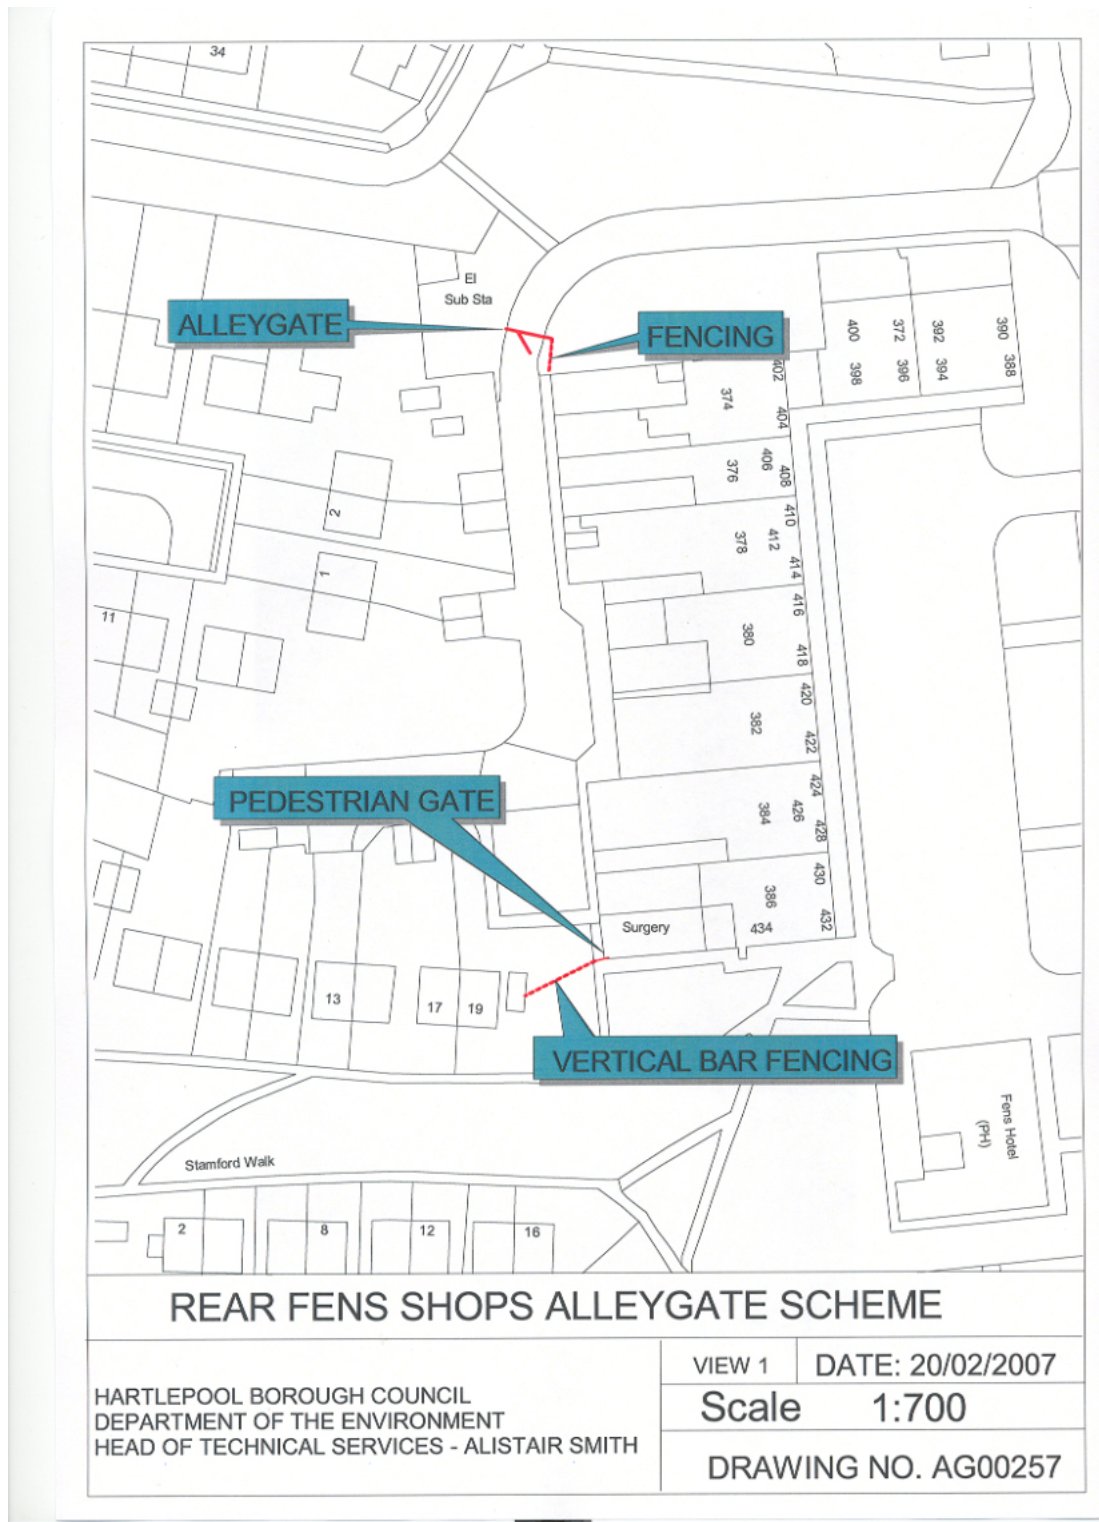 34
El
Sub Sta
ALLEYGATE
FENCING
400
372
392
390
398
396
394
388
402
374
404
406
376
408
410
412
378
414
416
380
418
420
382
422
424
426
384
428
430
386
432
434
Surgery
2
1
11
PEDESTRIAN GATE
13
17
19
VERTICAL BAR FENCING
Fens Hotel
(PH)
Stamford Walk
2
8
12
16
REAR FENS SHOPS ALLEYGATE SCHEME
HARTLEPOOL BOROUGH COUNCIL
DEPARTMENT OF THE ENVIRONMENT
HEAD OF TECHNICAL SERVICES - ALISTAIR SMITH
VIEW 1
DATE: 20/02/2007
Scale 1:700
DRAWING NO. AG00257